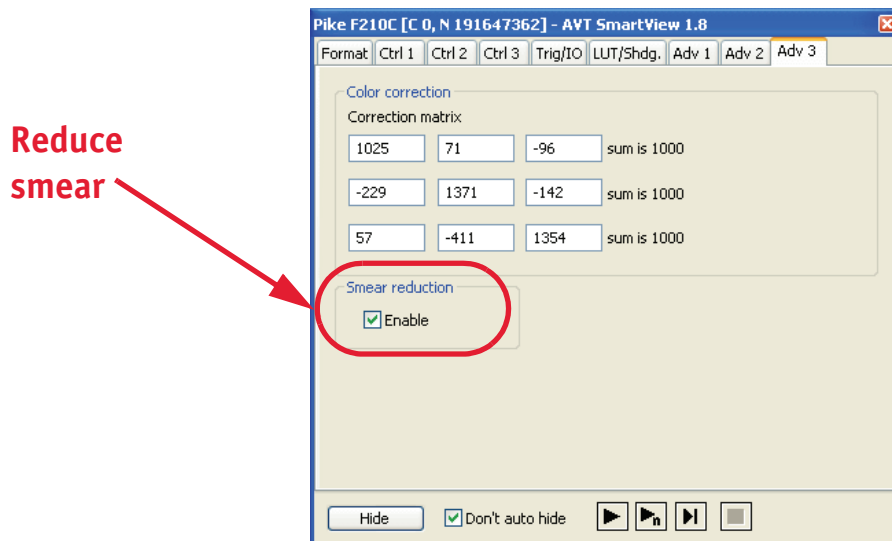 Pike F210C [C 0, N 191647362] - AVT SmartView 1.8
Format Ctrl 1 Ctrl 2 Ctrl 3 Trig/IO LUT/Shdg. Adv 1 Adv 2 Adv 3
Color correction
Correction matrix
1025 71 -96 sum is 1000
-229 1371 -142 sum is 1000
57 -411 1354 sum is 1000
Reduce
smear
Smear reduction
Enable
Hide Don't auto hide n